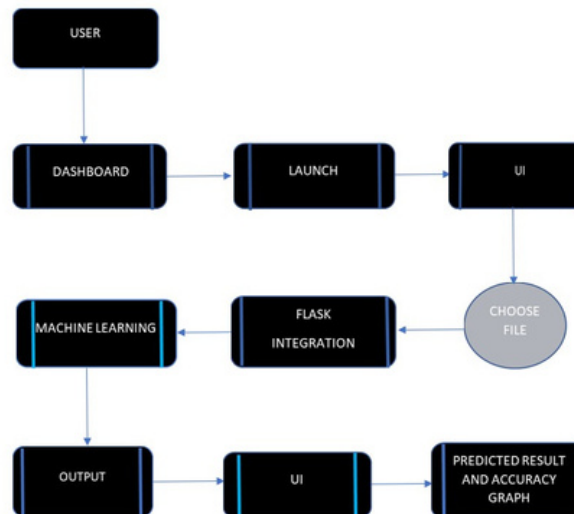 USER
DASHBOARD
LAUNCH
UI
CHOOSE
FILE
FLASK
INTEGRATION
MACHINE LEARNING
OUTPUT
UI
PREDICTED RESULT
AND ACCURACY
GRAPH